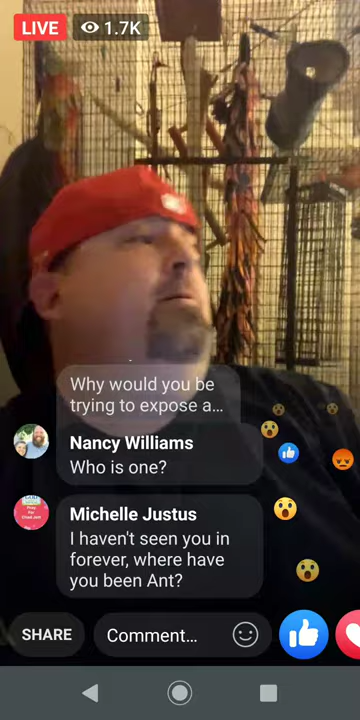 LIVE 1.7K
Why would you be
trying to expose a...
Nancy Williams
Who is one?
Michelle Justus
I haven't seen you in
forever, where have
you been Ant?
SHARE Comment...